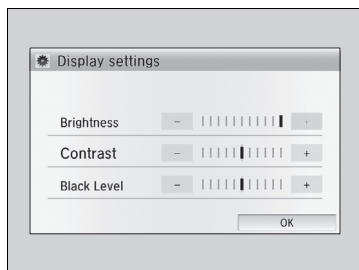 Display settings
Brightness - +
Contrast - +
Black Level - +
OK